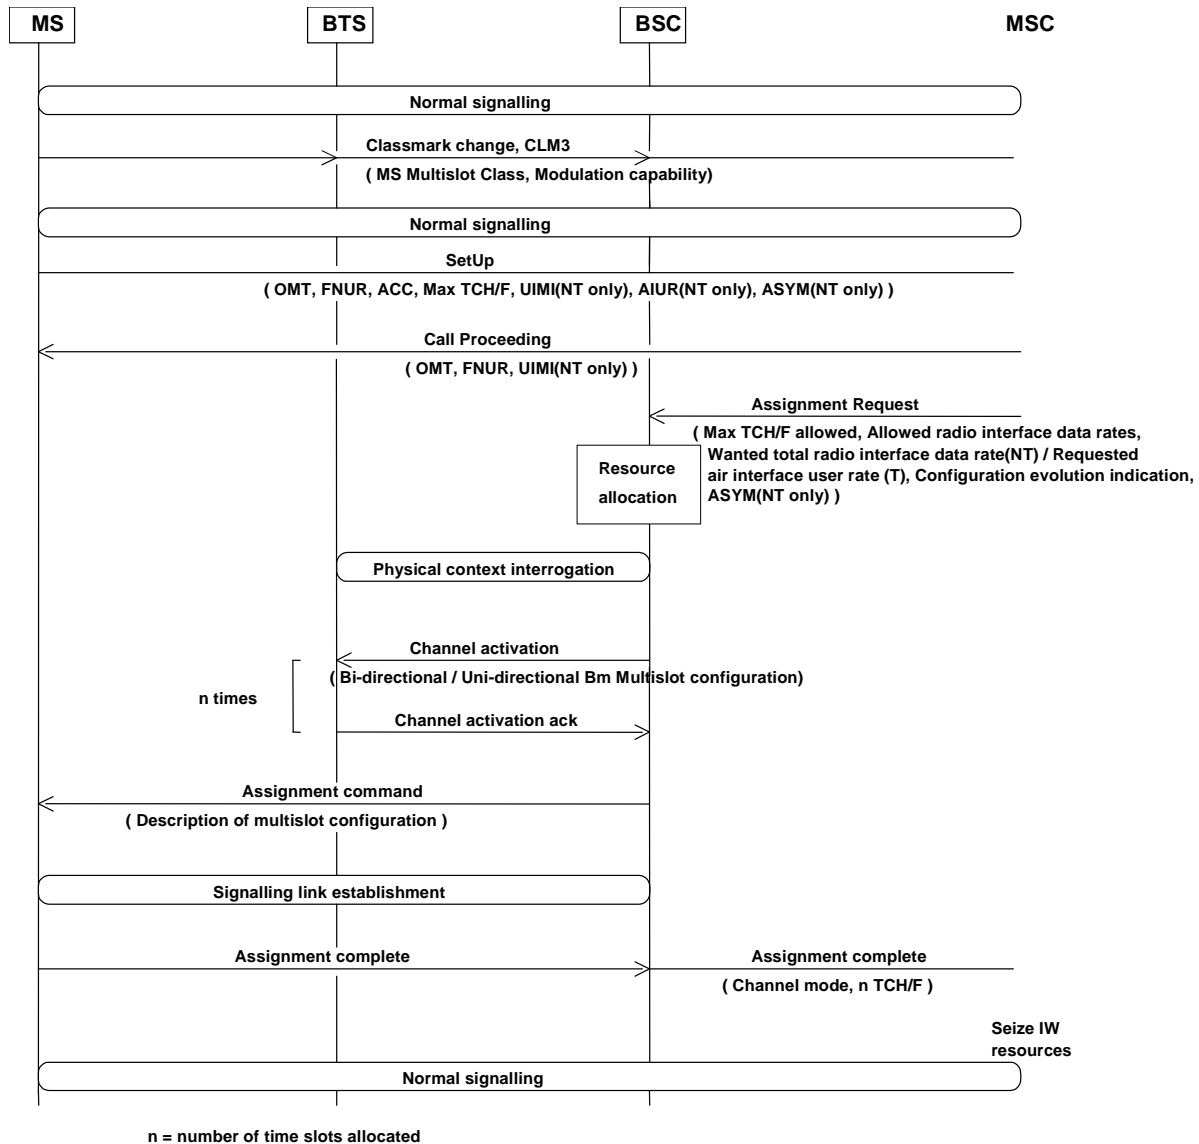 MS BTS BSC MSC
Normal signalling
Classmark change, CLM3
( MS Multislot Class, Modulation capability)
Normal signalling
SetUp
( OMT, FNUR, ACC, Max TCH/F, UIMI(NT only), AIUR(NT only), ASYM(NT only) )
Call Proceeding
( OMT, FNUR, UIMI(NT only) )
Assignment Request
( Max TCH/F allowed, Allowed radio interface data rates,
Wanted total radio interface data rate(NT) / Requested
air interface user rate (T), Configuration evolution indication,
ASYM(NT only) )
Resource
allocation
Physical context interrogation
Channel activation
( Bi-directional / Uni-directional Bm Multislot configuration)
n times
Channel activation ack
Assignment command
( Description of multislot configuration )
Signalling link establishment
Assignment complete
Assignment complete
( Channel mode, n TCH/F )
Seize IW
resources
Normal signalling
n = number of time slots allocated